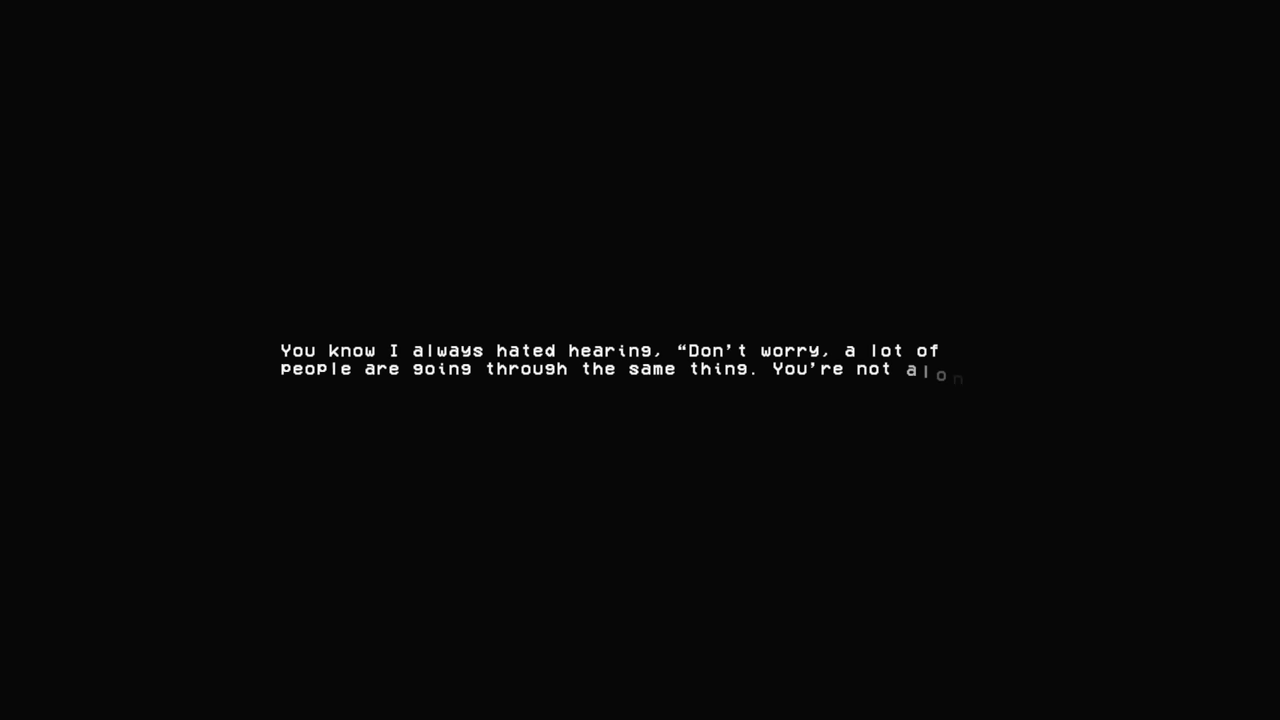 You know I always hated hearing, “Don’t worry, a lot of
people are going through the same thing. You’re not alon